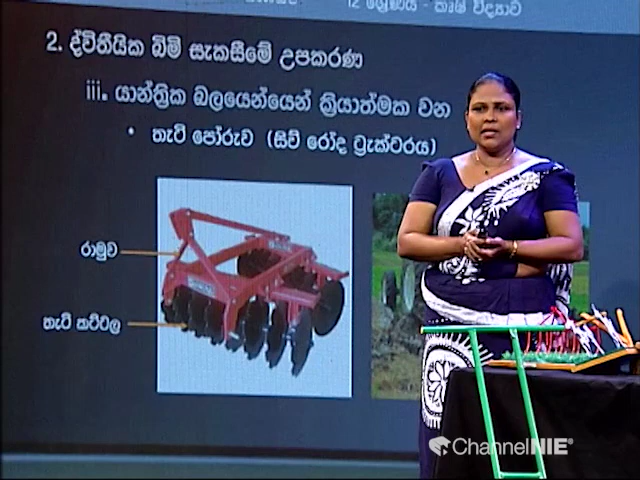 12 ශ්‍රේණිය - කෘෂි විද්‍යාව
2. ද්විතීයික බිම් සැකසීමේ උපකරණ
iii. යාන්ත්‍රික බලයෙන්යෙන් ක්‍රියාත්මක වන
• තැටි පෝරුව (සිව් රෝද ට්‍රැක්ටරය)
රාමුව
තැටි කට්ටල
ChannelNIE®